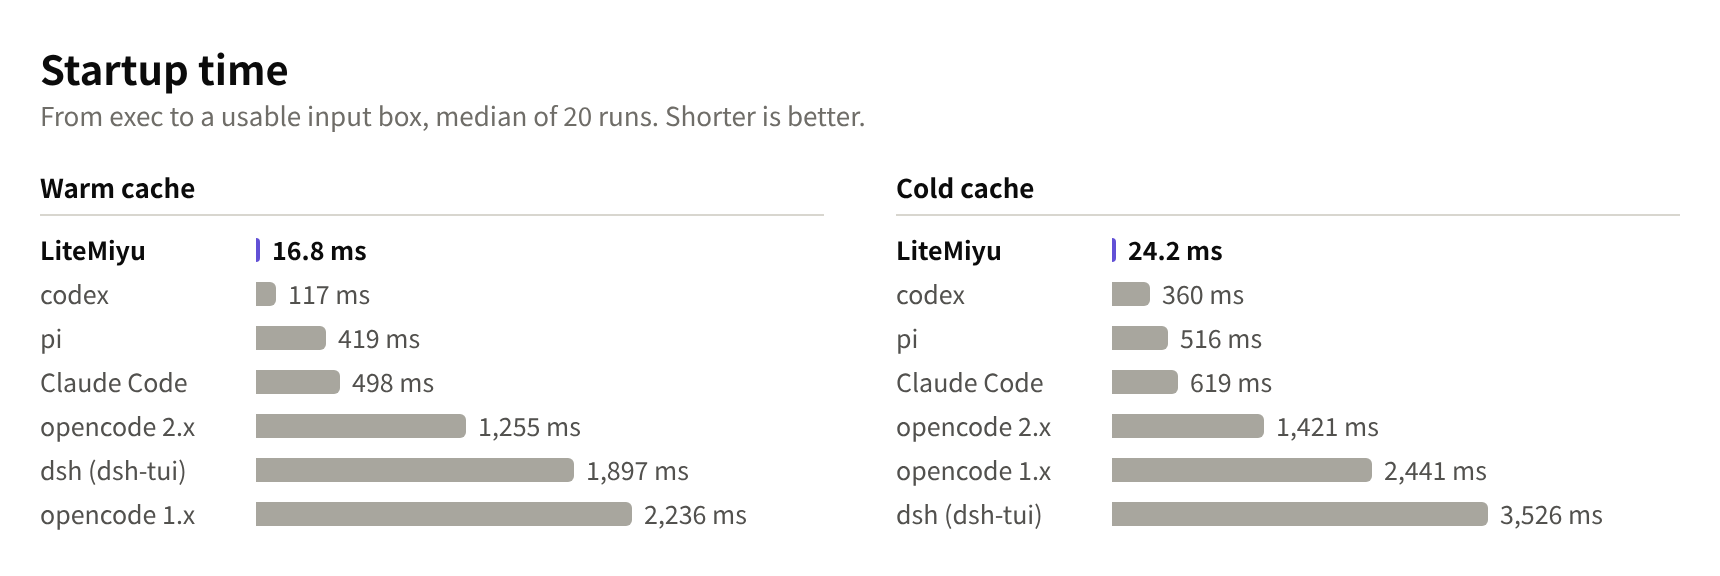 Startup time
From exec to a usable input box, median of 20 runs. Shorter is better.
Warm cache
LiteMiyu 16.8 ms
codex 117 ms
pi 419 ms
Claude Code 498 ms
opencode 2.x 1,255 ms
dsh (dsh-tui) 1,897 ms
opencode 1.x 2,236 ms
Cold cache
LiteMiyu 24.2 ms
codex 360 ms
pi 516 ms
Claude Code 619 ms
opencode 2.x 1,421 ms
opencode 1.x 2,441 ms
dsh (dsh-tui) 3,526 ms